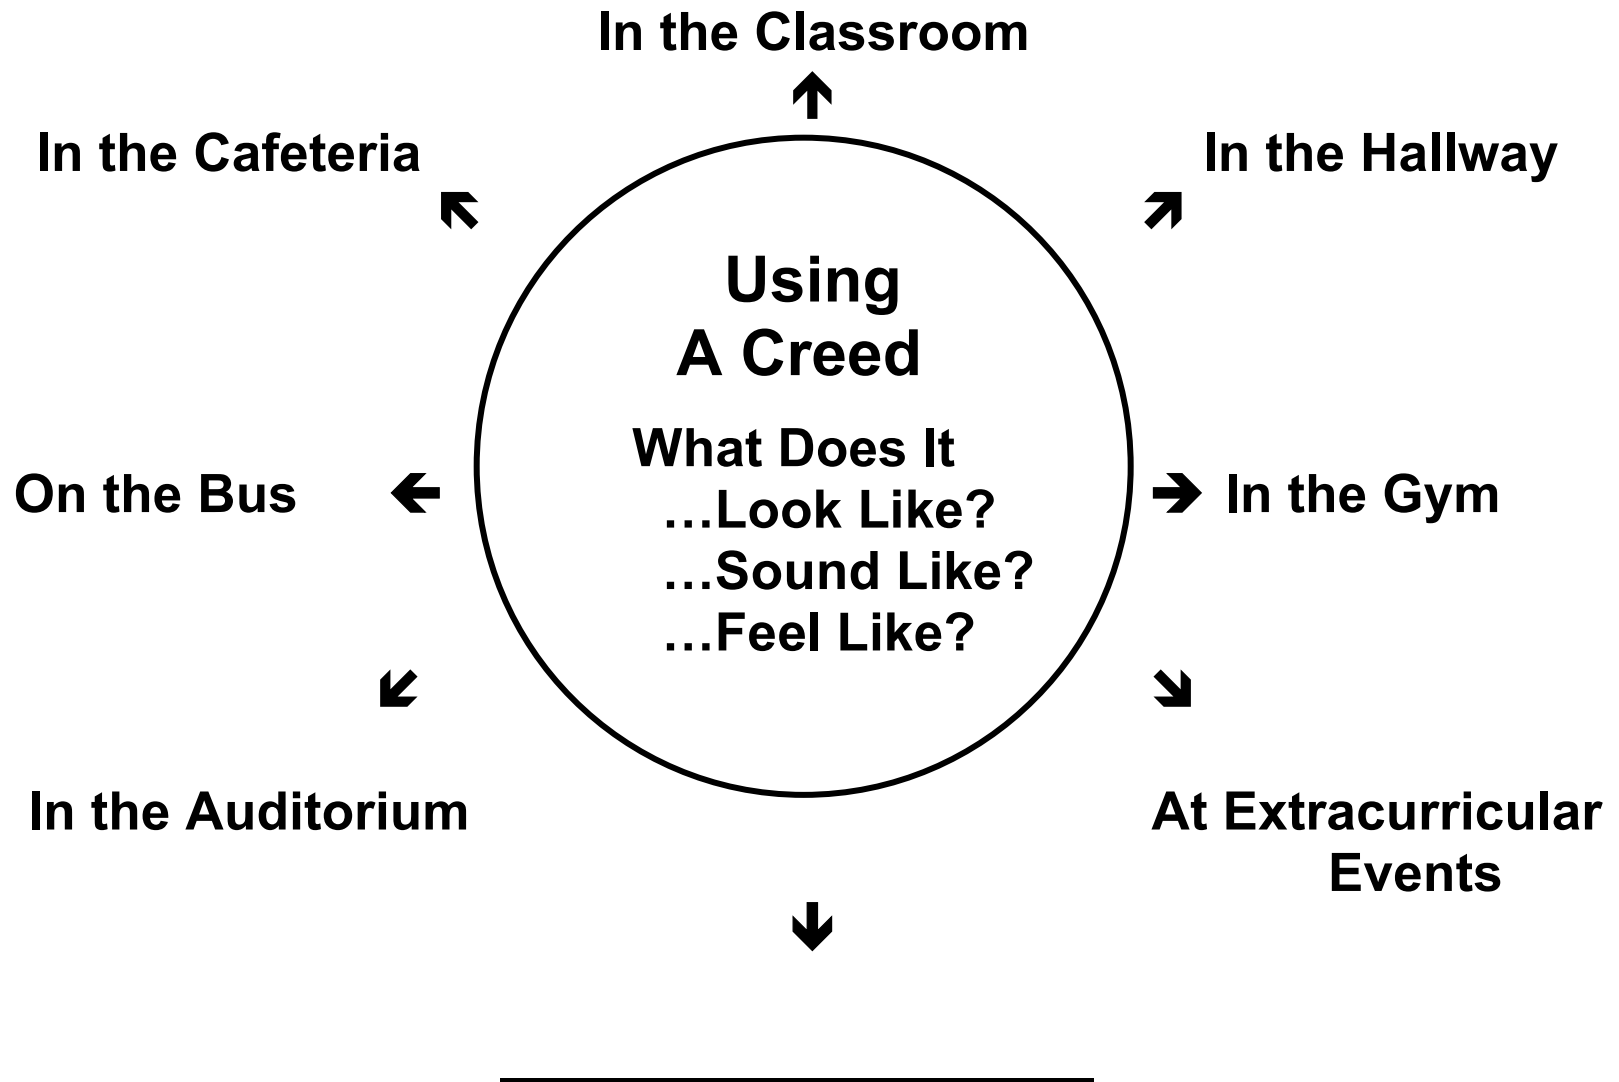 In the Classroom
In the Cafeteria
In the Hallway
Using
A Creed
What Does It
…Look Like?
…Sound Like?
…Feel Like?
On the Bus
In the Gym
In the Auditorium
At Extracurricular
Events